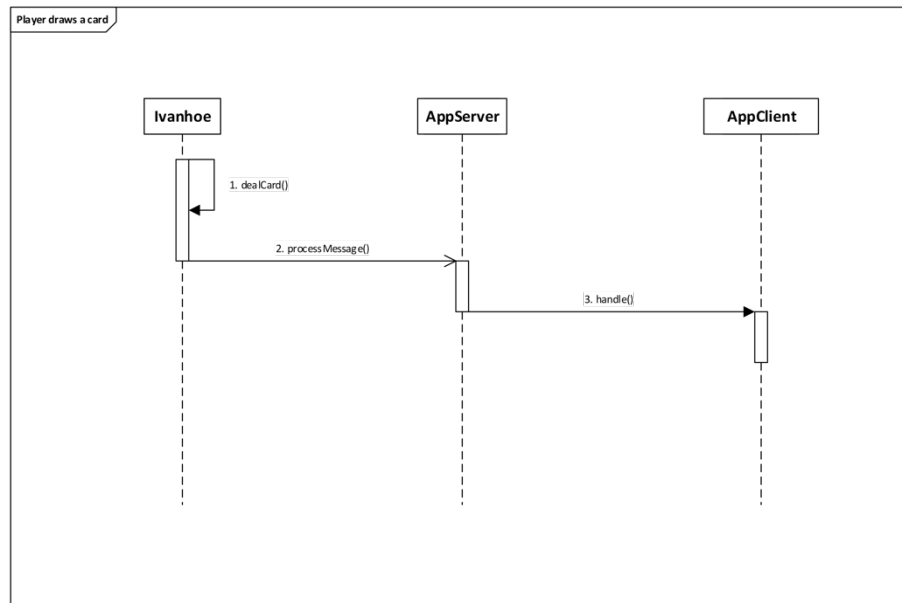 Player draws a card
Ivanhoe
AppServer
AppClient
1. dealCard()
2. processMessage()
3. handle()